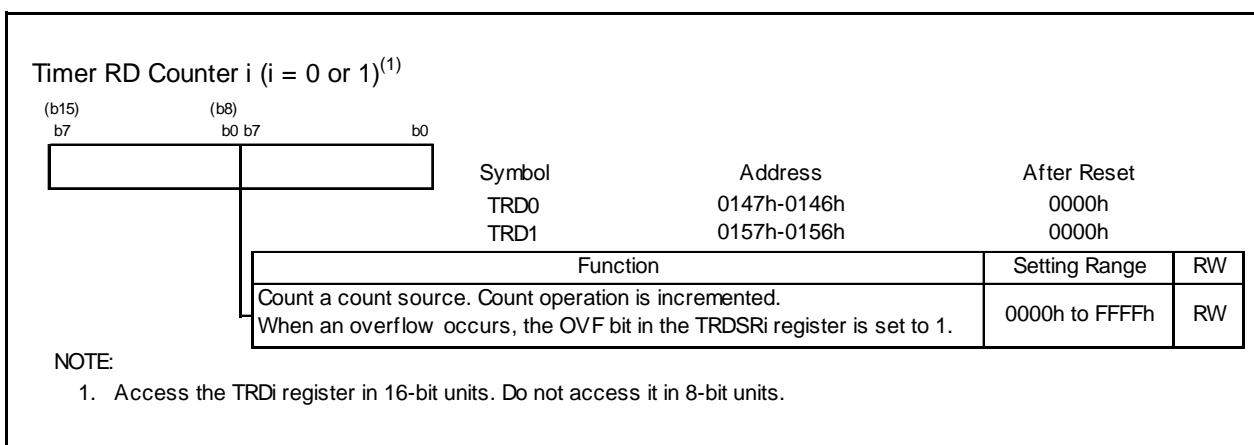 Timer RD Counter i (i = 0 or 1)(1)
(b15) (b8)
b7 b0 b7 b0
Symbol Address After Reset
TRD0 0147h-0146h 0000h
TRD1 0157h-0156h 0000h
Function Setting Range RW
Count a count source. Count operation is incremented.
When an overflow occurs, the OVF bit in the TRDSRi register is set to 1.
0000h to FFFFh RW
NOTE:
1. Access the TRDi register in 16-bit units. Do not access it in 8-bit units.